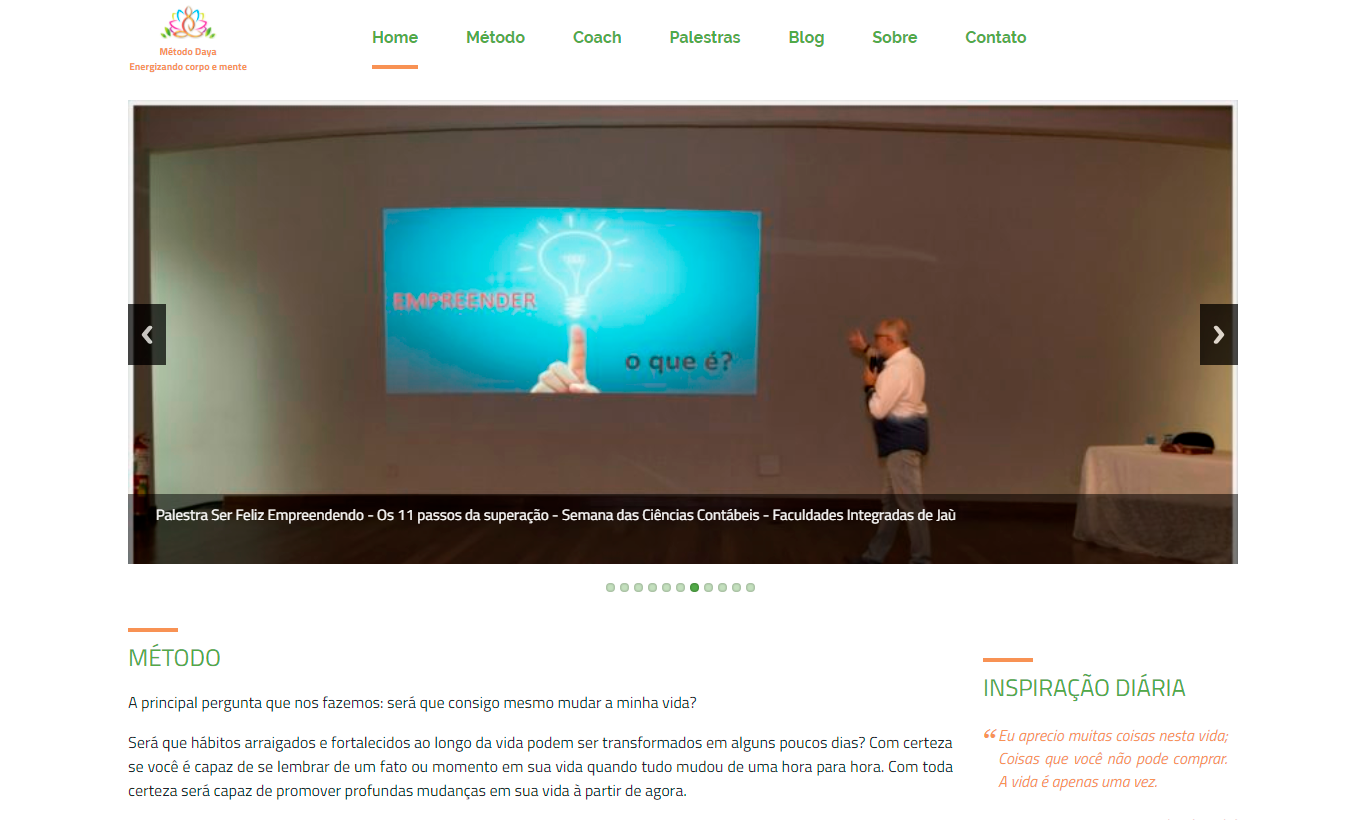 Método Daya
Energizando corpo e mente
Home Método Coach Palestras Blog Sobre Contato
EMPREENDER
o que é?
Palestra Ser Feliz Empreendendo - Os 11 passos da superação - Semana das Ciências Contábeis - Faculdades Integradas de Jaù
MÉTODO
A principal pergunta que nos fazemos: será que consigo mesmo mudar a minha vida?
Será que hábitos arraigados e fortalecidos ao longo da vida podem ser transformados em alguns poucos dias? Com certeza
se você é capaz de se lembrar de um fato ou momento em sua vida quando tudo mudou de uma hora para hora. Com toda
certeza será capaz de promover profundas mudanças em sua vida à partir de agora.
INSPIRAÇÃO DIÁRIA
“ Eu aprecio muitas coisas nesta vida;
Coisas que você não pode comprar.
A vida é apenas uma vez.